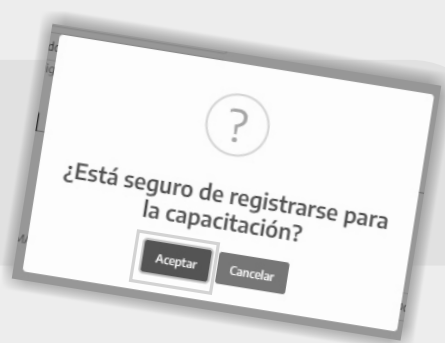 ?
¿Está seguro de registrarse para
la capacitación?
Aceptar
Cancelar